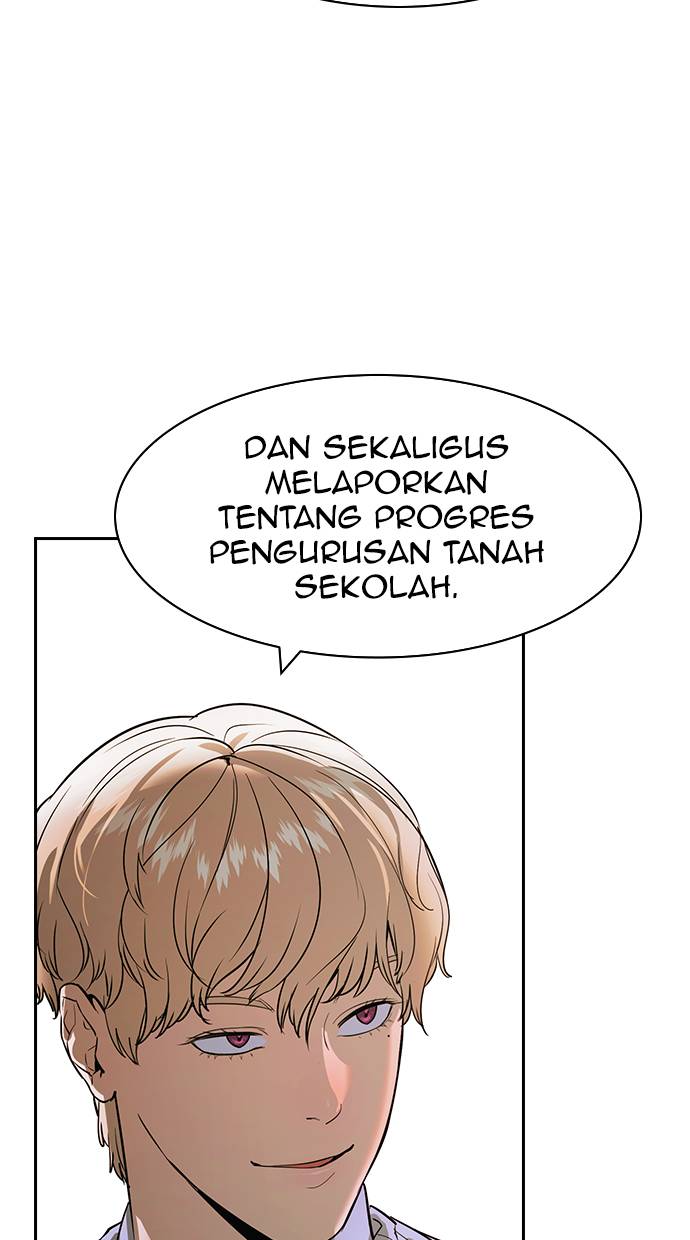 DAN SEKALIGUS
MELAPORKAN
TENTANG PROGRES
PENGURUSAN TANAH
SEKOLAH.